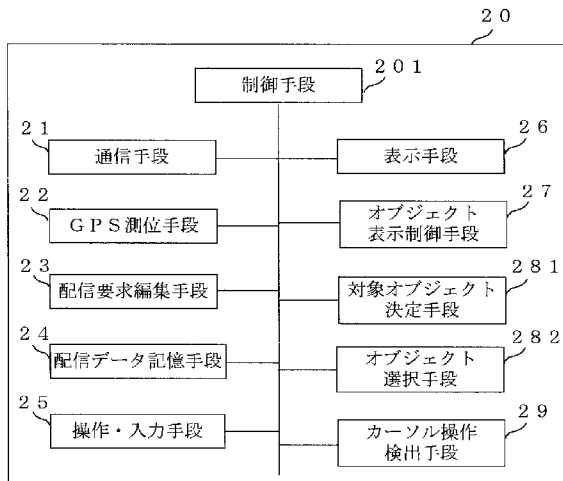 ２０
２０１
制御手段
２１
通信手段
２６
表示手段
２２
ＧＰＳ測位手段
２７
オブジェクト
表示制御手段
２３
配信要求編集手段
２８１
対象オブジェクト
決定手段
２４
配信データ記憶手段
２８２
オブジェクト
選択手段
２５
操作・入力手段
２９
カーソル操作
検出手段